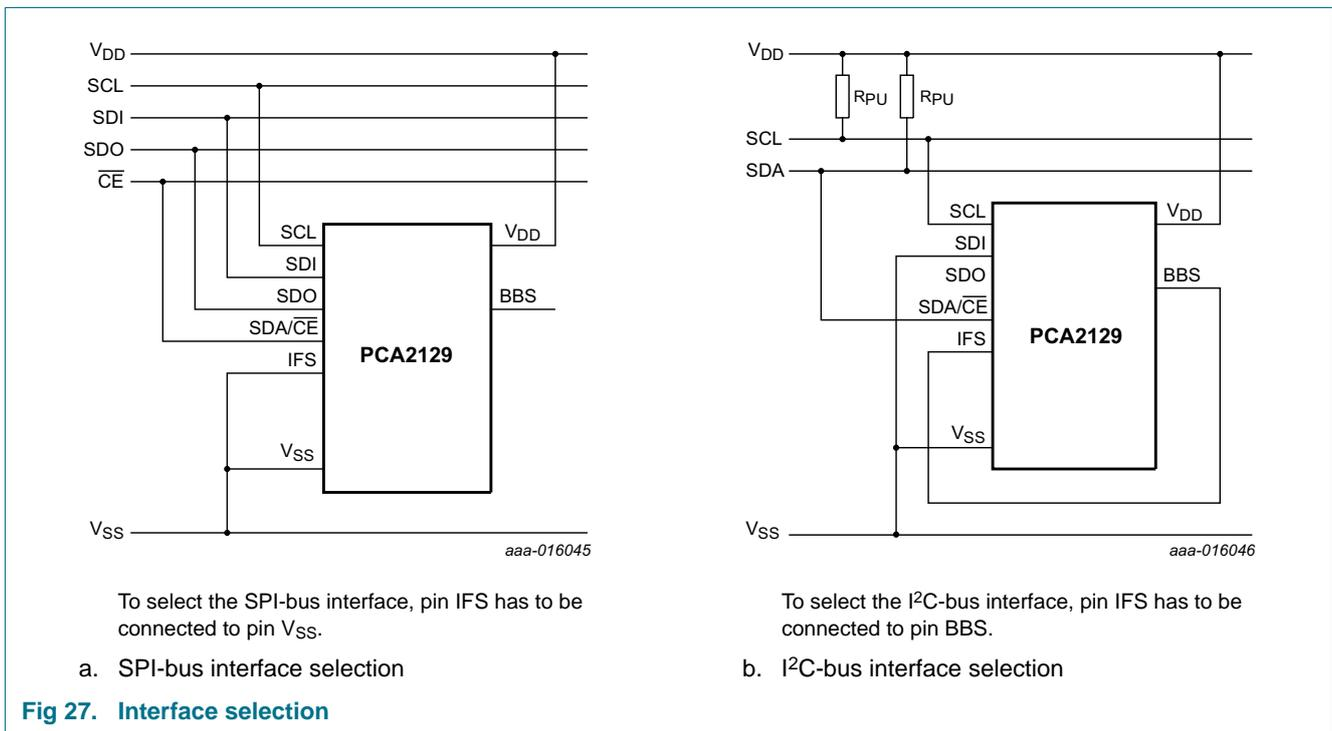 VDD
SCL
SDI
SDO
CE
SCL
SDI
SDO
SDA/CE
IFS
VSS
VDD
BBS
PCA2129
VSS
aaa-016045
To select the SPI-bus interface, pin IFS has to be
connected to pin VSS.
a. SPI-bus interface selection
VDD
RPU
RPU
SCL
SDA
SCL
SDI
SDO
SDA/CE
IFS
VSS
VDD
BBS
PCA2129
VSS
aaa-016046
To select the I2C-bus interface, pin IFS has to be
connected to pin BBS.
b. I2C-bus interface selection
Fig 27. Interface selection